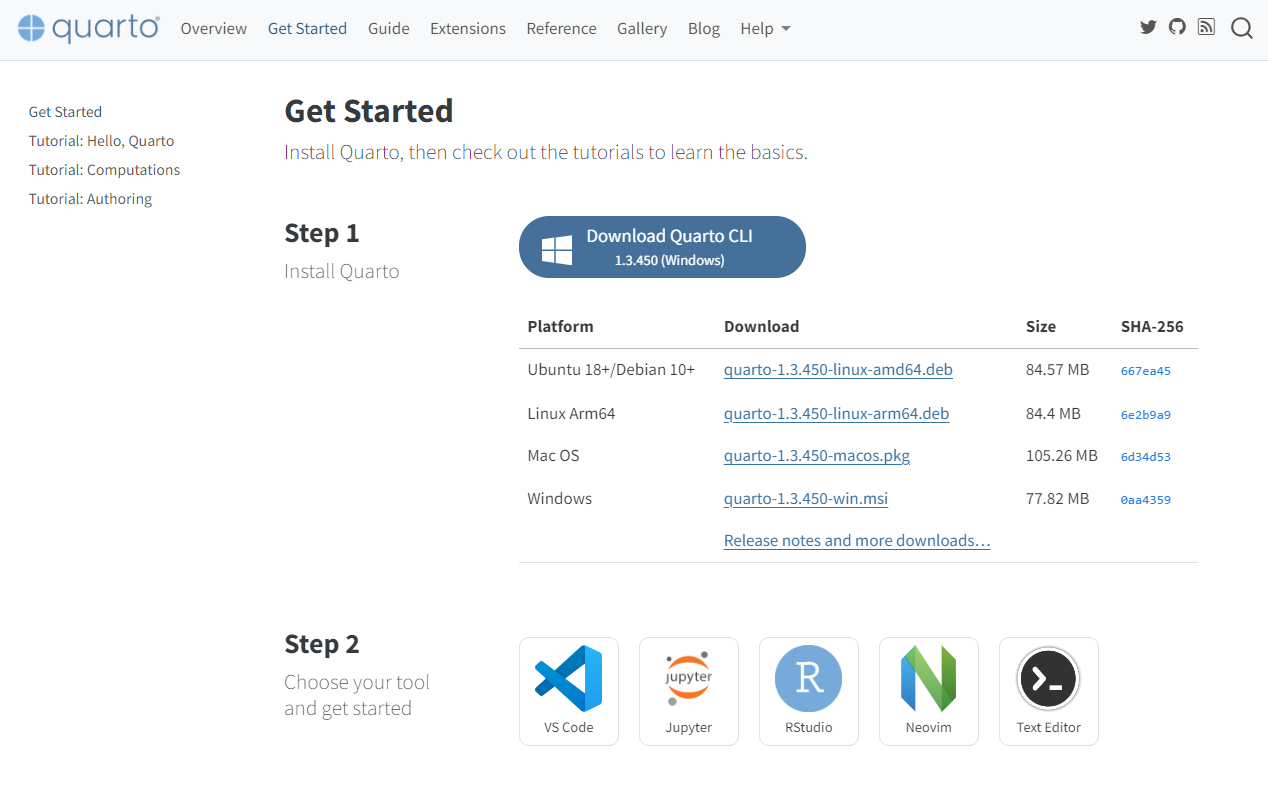 quarto Overview Get Started Guide Extensions Reference Gallery Blog Help
Get Started
Tutorial: Hello, Quarto
Tutorial: Computations
Tutorial: Authoring
Get Started
Install Quarto, then check out the tutorials to learn the basics.
Step 1
Install Quarto
Download Quarto CLI
1.3.450 (Windows)
Platform Download Size SHA-256
Ubuntu 18+/Debian 10+ quarto-1.3.450-linux-amd64.deb 84.57 MB 667ea45
Linux Arm64 quarto-1.3.450-linux-arm64.deb 84.4 MB 6e2b9a9
Mac OS quarto-1.3.450-macos.pkg 105.26 MB 6d34d53
Windows quarto-1.3.450-win.msi 77.82 MB 0aa4359
Release notes and more downloads…
Step 2
Choose your tool
and get started
jupyter R
VS Code Jupyter RStudio Neovim Text Editor